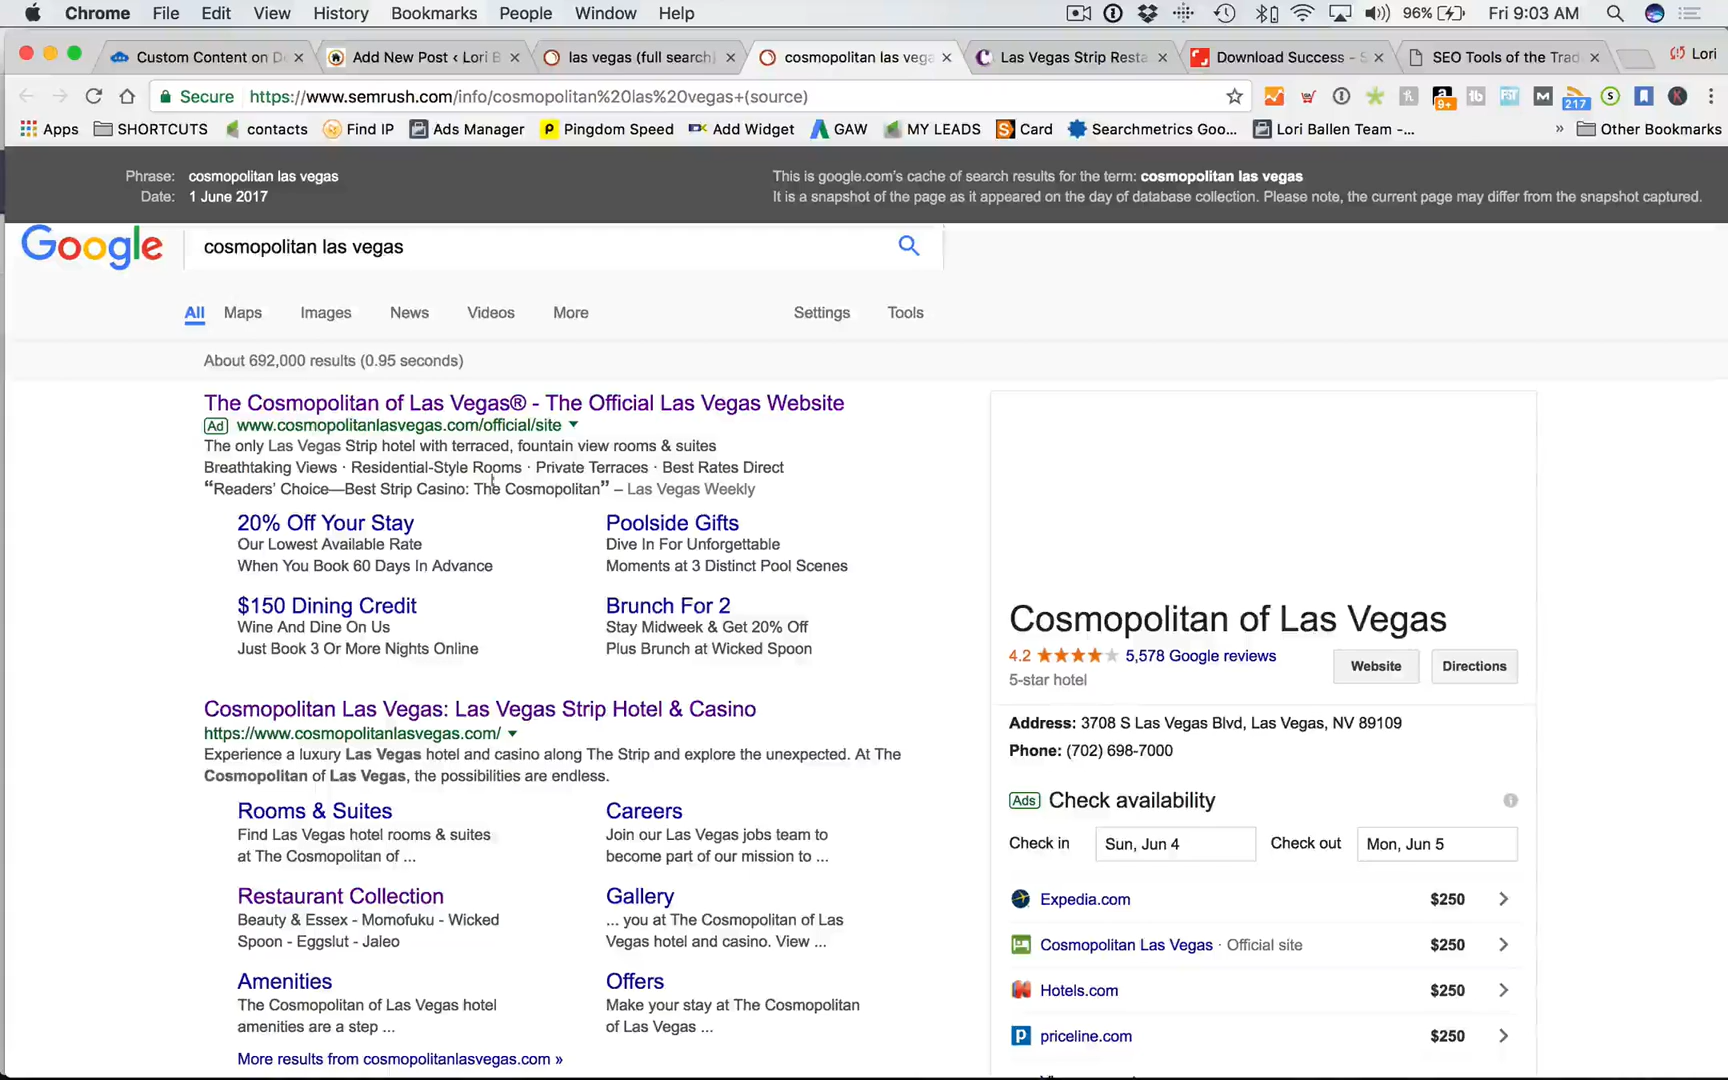 Chrome File Edit View History Bookmarks People Window Help 96% Fri 9:03 AM
Custom Content on D Add New Post ‹ Lori B las vegas (full search) cosmopolitan las vega Las Vegas Strip Resta Download Success - S SEO Tools of the Trad Lori
Secure https://www.semrush.com/info/cosmopolitan%20las%20vegas+(source) 9+ 217
Apps SHORTCUTS contacts Find IP Ads Manager Pingdom Speed Add Widget GAW MY LEADS Card Searchmetrics Goo... Lori Ballen Team -... » Other Bookmarks
Phrase: cosmopolitan las vegas
Date: 1 June 2017
This is google.com's cache of search results for the term: cosmopolitan las vegas
It is a snapshot of the page as it appeared on the day of database collection. Please note, the current page may differ from the snapshot captured.
Google
cosmopolitan las vegas
All Maps Images News Videos More Settings Tools
About 692,000 results (0.95 seconds)
The Cosmopolitan of Las Vegas® - The Official Las Vegas Website
Ad www.cosmopolitanlasvegas.com/official/site
The only Las Vegas Strip hotel with terraced, fountain view rooms & suites
Breathtaking Views · Residential-Style Rooms · Private Terraces · Best Rates Direct
“Readers’ Choice—Best Strip Casino: The Cosmopolitan” – Las Vegas Weekly
20% Off Your Stay
Our Lowest Available Rate
When You Book 60 Days In Advance
Poolside Gifts
Dive In For Unforgettable
Moments at 3 Distinct Pool Scenes
$150 Dining Credit
Wine And Dine On Us
Just Book 3 Or More Nights Online
Brunch For 2
Stay Midweek & Get 20% Off
Plus Brunch at Wicked Spoon
Cosmopolitan Las Vegas: Las Vegas Strip Hotel & Casino
https://www.cosmopolitanlasvegas.com/
Experience a luxury Las Vegas hotel and casino along The Strip and explore the unexpected. At The
Cosmopolitan of Las Vegas, the possibilities are endless.
Rooms & Suites
Find Las Vegas hotel rooms & suites
at The Cosmopolitan of ...
Careers
Join our Las Vegas jobs team to
become part of our mission to ...
Restaurant Collection
Beauty & Essex - Momofuku - Wicked
Spoon - Eggslut - Jaleo
Gallery
... you at The Cosmopolitan of Las
Vegas hotel and casino. View ...
Amenities
The Cosmopolitan of Las Vegas hotel
amenities are a step ...
Offers
Make your stay at The Cosmopolitan
of Las Vegas ...
More results from cosmopolitanlasvegas.com »
Cosmopolitan of Las Vegas
4.2 5,578 Google reviews
5-star hotel
Website Directions
Address: 3708 S Las Vegas Blvd, Las Vegas, NV 89109
Phone: (702) 698-7000
Ads Check availability
Check in Sun, Jun 4 Check out Mon, Jun 5
Expedia.com $250
Cosmopolitan Las Vegas · Official site $250
Hotels.com $250
priceline.com $250